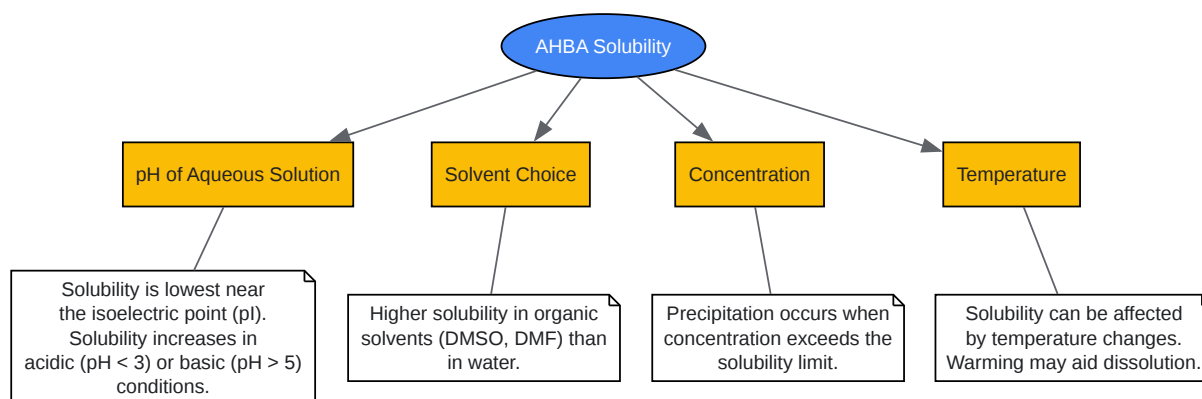 AHBA Solubility
pH of Aqueous Solution
Solvent Choice
Concentration
Temperature
Solubility is lowest near
the isoelectric point (pI).
Solubility increases in
acidic (pH < 3) or basic (pH > 5)
conditions.
Higher solubility in organic
solvents (DMSO, DMF) than
in water.
Precipitation occurs when
concentration exceeds the
solubility limit.
Solubility can be affected
by temperature changes.
Warming may aid dissolution.